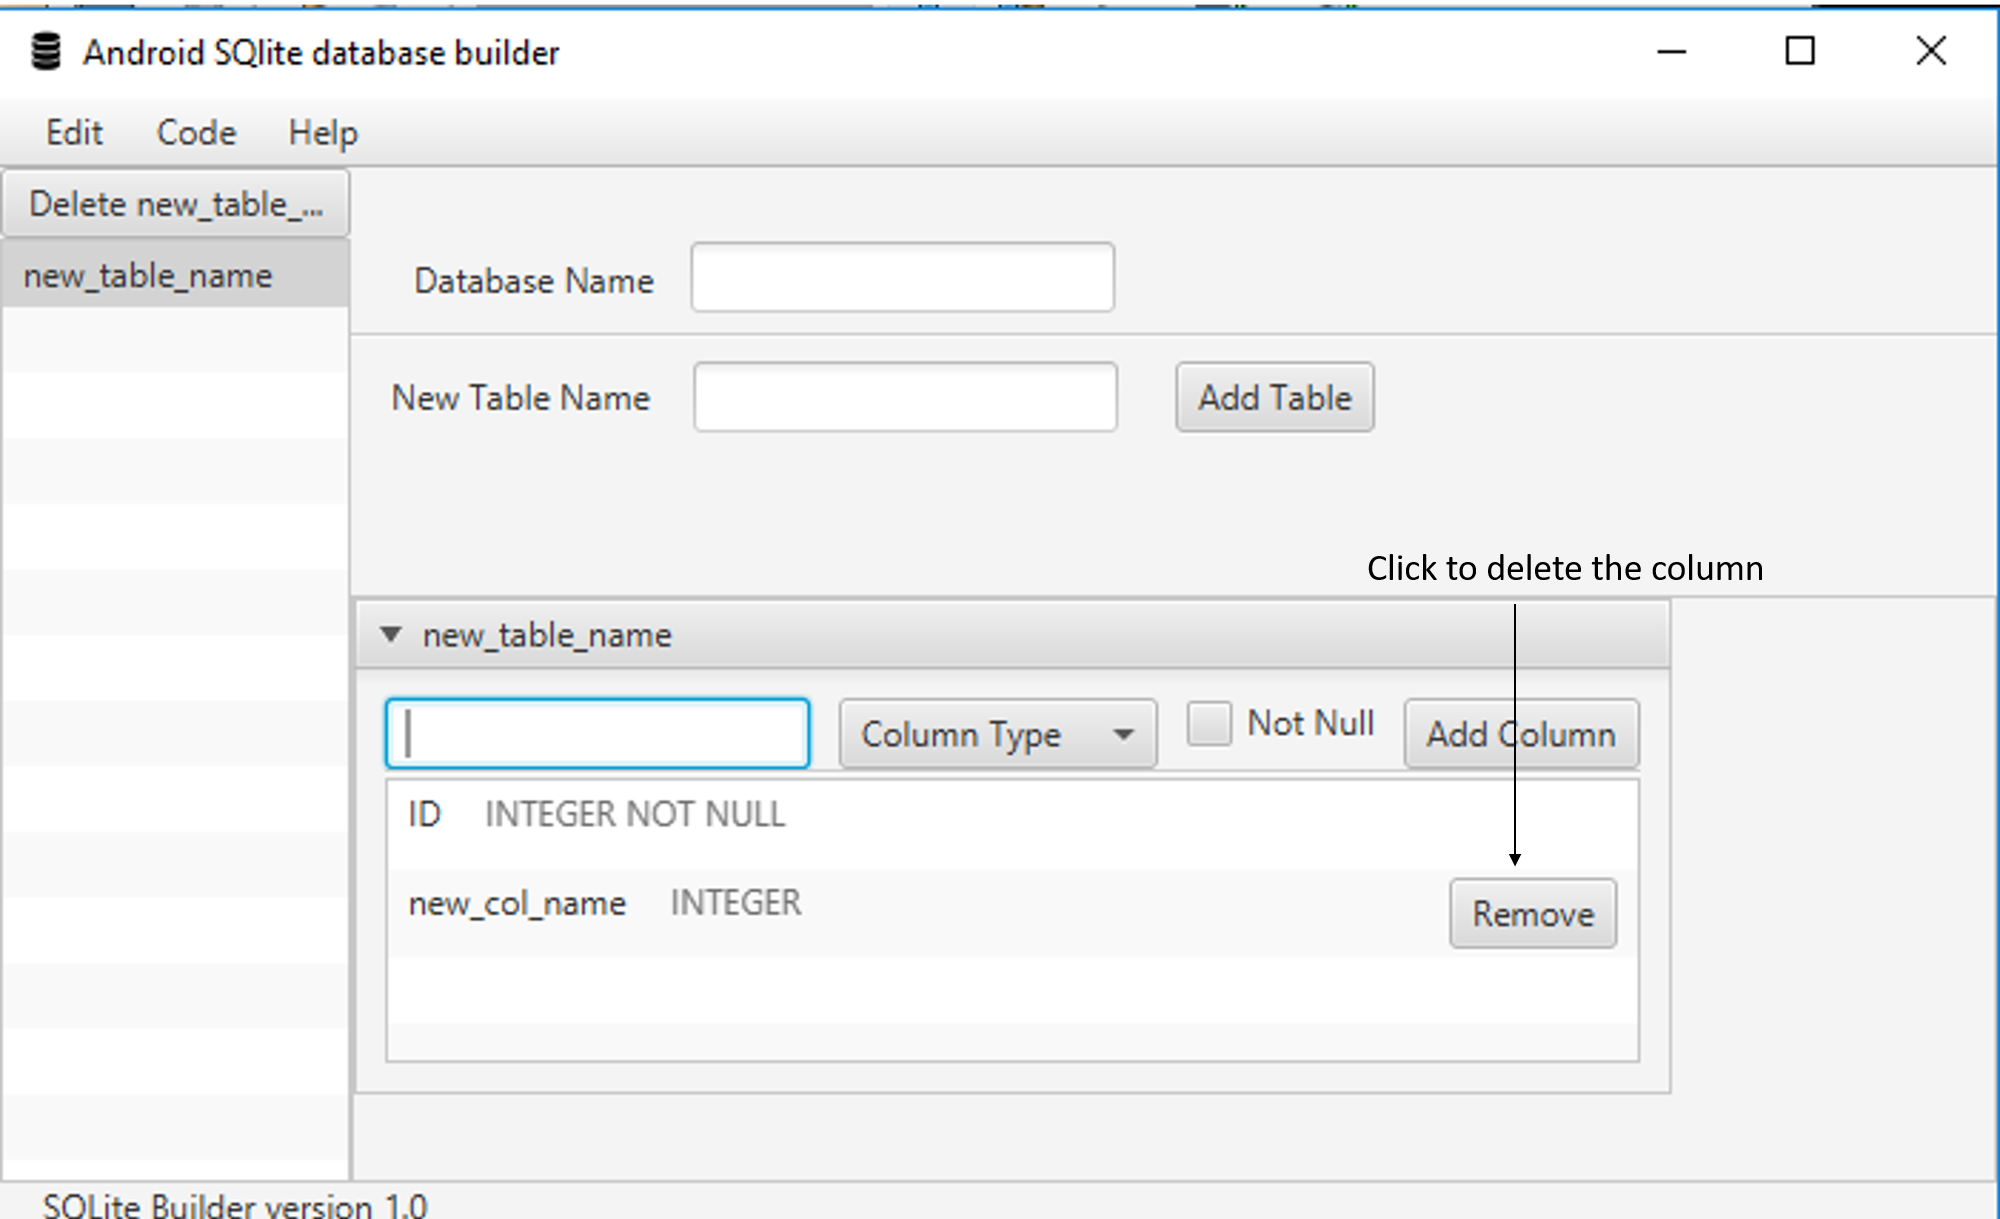 Android SQlite database builder
Edit Code Help
Delete new_table_...
new_table_name
Database Name
New Table Name
Add Table
Click to delete the column
new_table_name
Column Type
Not Null
Add Column
ID INTEGER NOT NULL
new_col_name INTEGER
Remove
SQLite Builder version 1.0